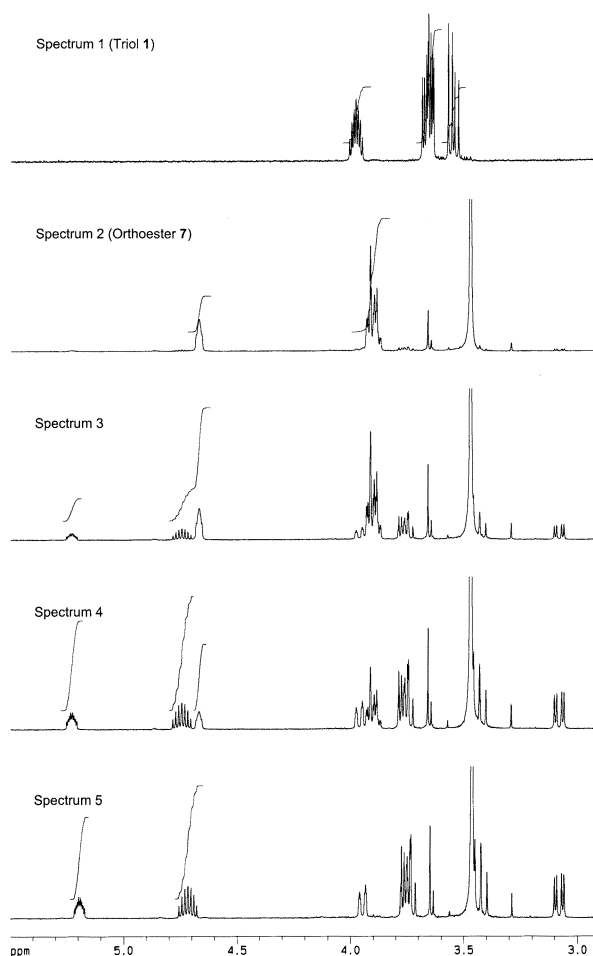 Spectrum 1 (Triol 1)
Spectrum 2 (Orthoester 7)
Spectrum 3
Spectrum 4
Spectrum 5
ppm 5.0 4.5 4.0 3.5 3.0